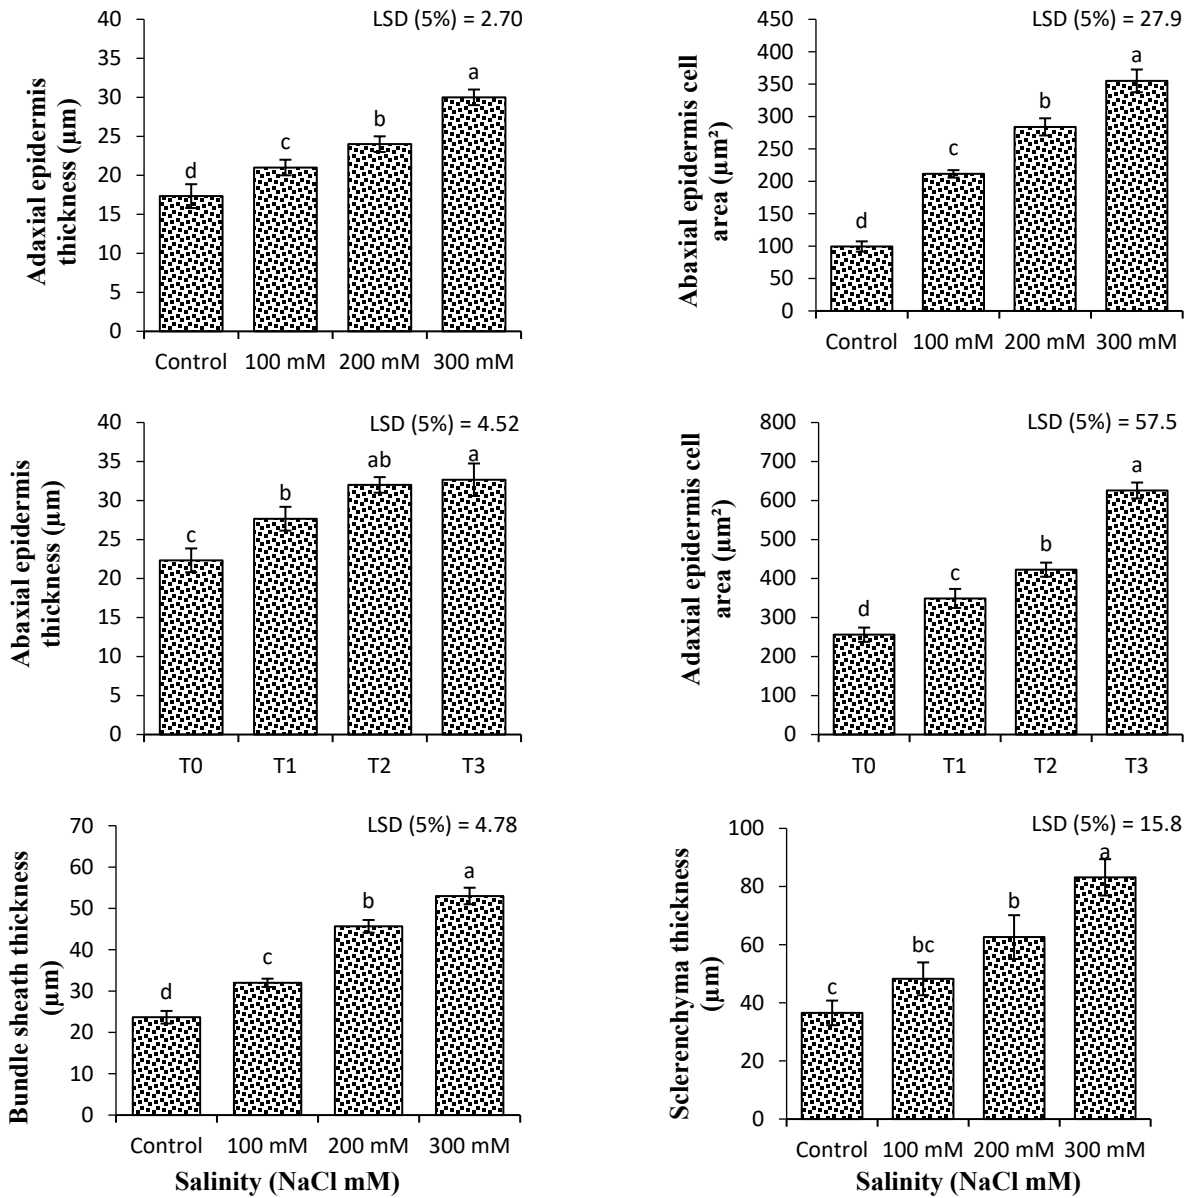 LSD (5%) = 2.70
Adaxial epidermis
thickness (µm)
40
35
30
25
20
15
10
5
0
d
c
b
a
Control
100 mM
200 mM
300 mM
LSD (5%) = 27.9
Abaxial epidermis cell
area (µm²)
450
400
350
300
250
200
150
100
50
0
d
c
b
a
Control
100 mM
200 mM
300 mM
LSD (5%) = 4.52
Abaxial epidermis
thickness (µm)
40
35
30
25
20
15
10
5
0
c
b
ab
a
T0
T1
T2
T3
LSD (5%) = 57.5
Adaxial epidermis cell
area (µm²)
800
700
600
500
400
300
200
100
0
d
c
b
a
T0
T1
T2
T3
LSD (5%) = 4.78
Bundle sheath thickness
(µm)
70
60
50
40
30
20
10
0
d
c
b
a
Control
100 mM
200 mM
300 mM
Salinity (NaCl mM)
LSD (5%) = 15.8
Sclerenchyma thickness
(µm)
100
80
60
40
20
0
c
bc
b
a
Control
100 mM
200 mM
300 mM
Salinity (NaCl mM)